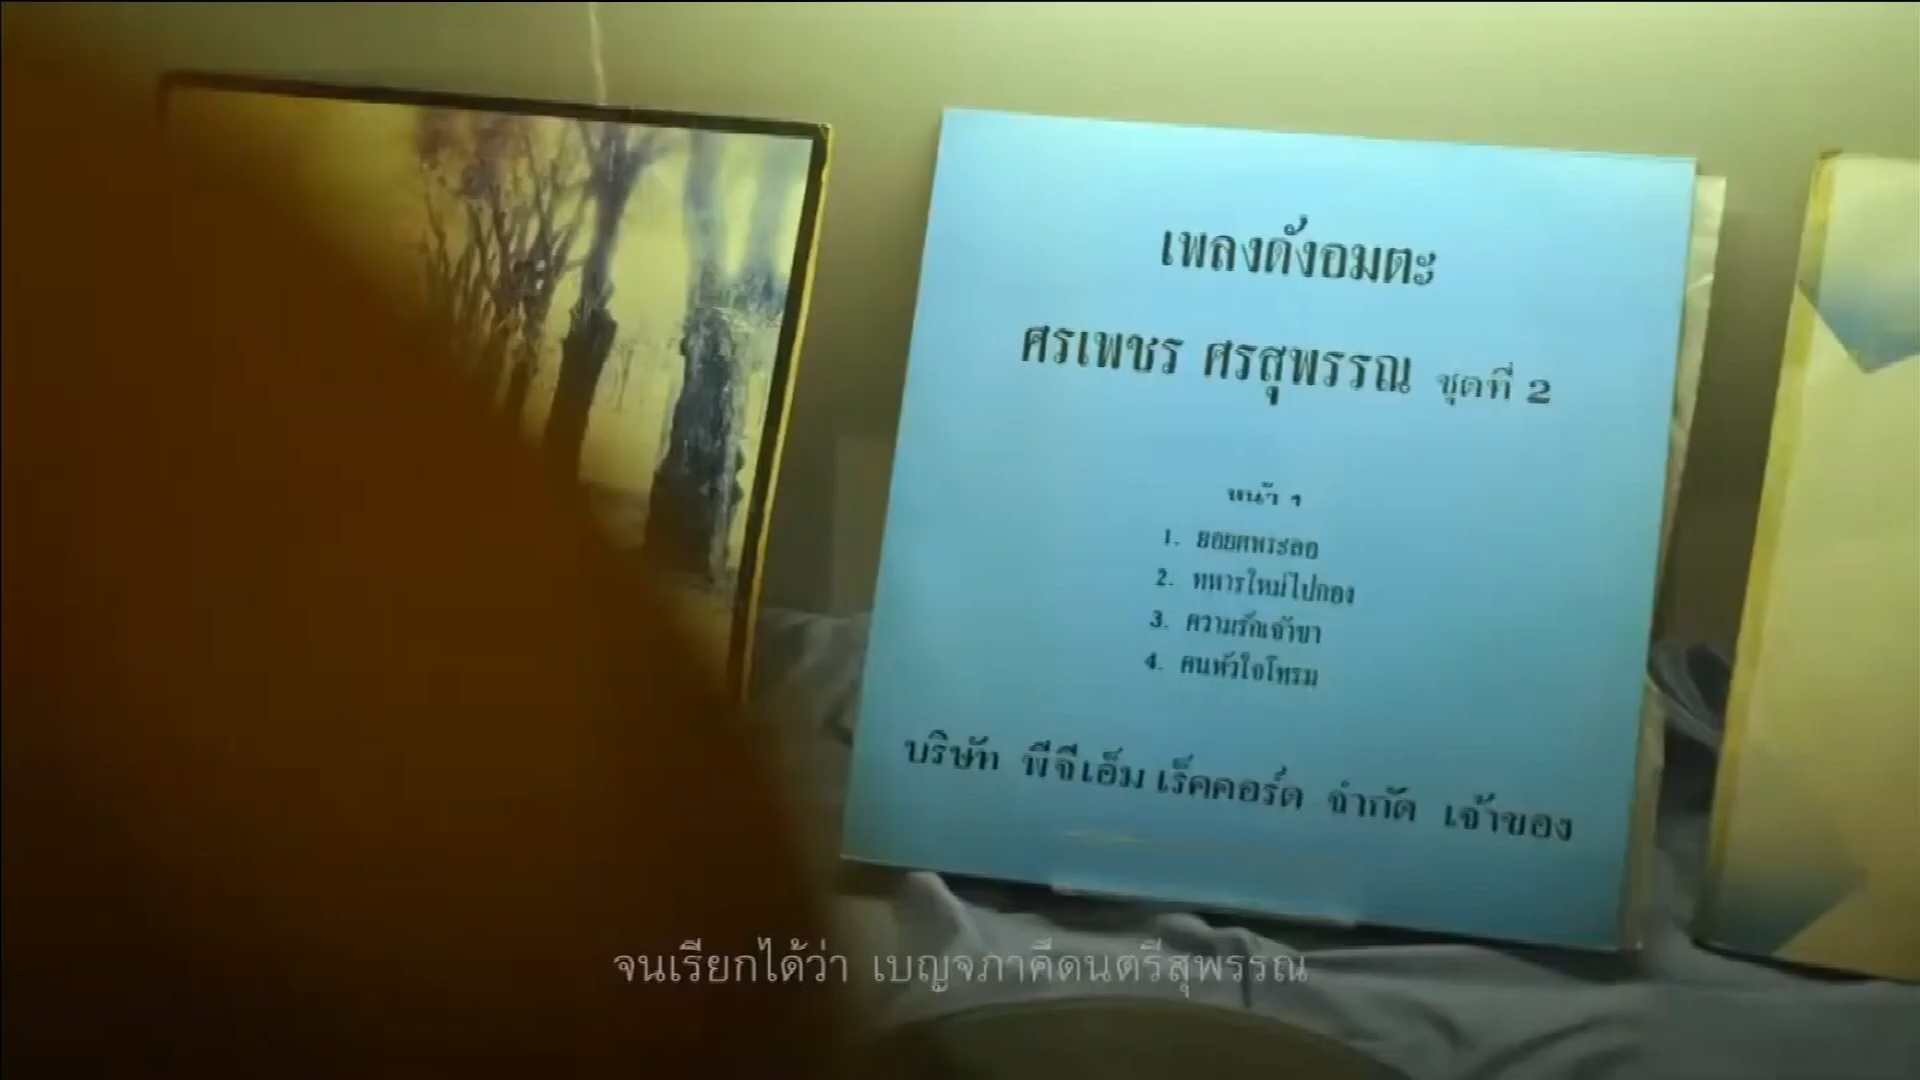 เพลงดังอมตะ
ศรเพชร ศรสุพรรณ ชุดที่ 2
หน้า 1
1. ยอยศพระลอ
2. ทหารใหม่ไปกอง
3. ความรักเจ้าขา
4. คนหัวใจโทรม
บริษัท พีจีเอ็ม เร็คคอร์ด จำกัด เจ้าของ
จนเรียกได้ว่า เบญจภาคีดนตรีสุพรรณ